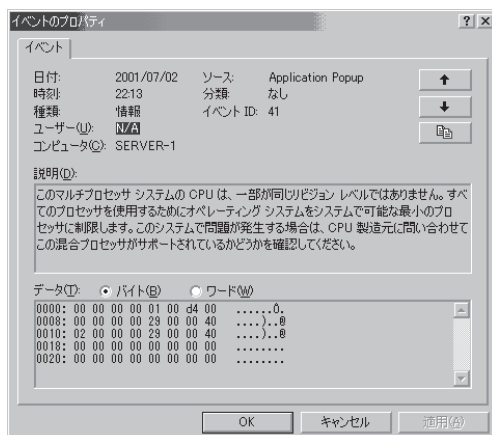 イベントのプロパティ
イベント
日付: 2001/07/02 ソース: Application Popup
時刻: 22:13 分類: なし
種類: 情報 イベント ID: 41
ユーザー(U): N/A
コンピュータ(C): SERVER-1
説明(D):
このマルチプロセッサ システムの CPU は、一部が同じリビジョン レベルではありません。すべ
てのプロセッサを使用するためにオペレーティング システムをシステムで可能な最小のプロ
セッサに制限します。このシステムで問題が発生する場合は、CPU 製造元に問い合わせて
この混合プロセッサがサポートされているかどうかを確認してください。
データ(T): バイト(B) ワード(W)
0000: 00 00 00 00 01 00 d4 00 ......Ô.
0008: 00 00 00 00 29 00 00 40 ....)..@
0010: 02 00 00 00 29 00 00 40 ....)..@
0018: 00 00 00 00 00 00 00 00 ........
0020: 00 00 00 00 00 00 00 00 ........
OK キャンセル 適用(A)